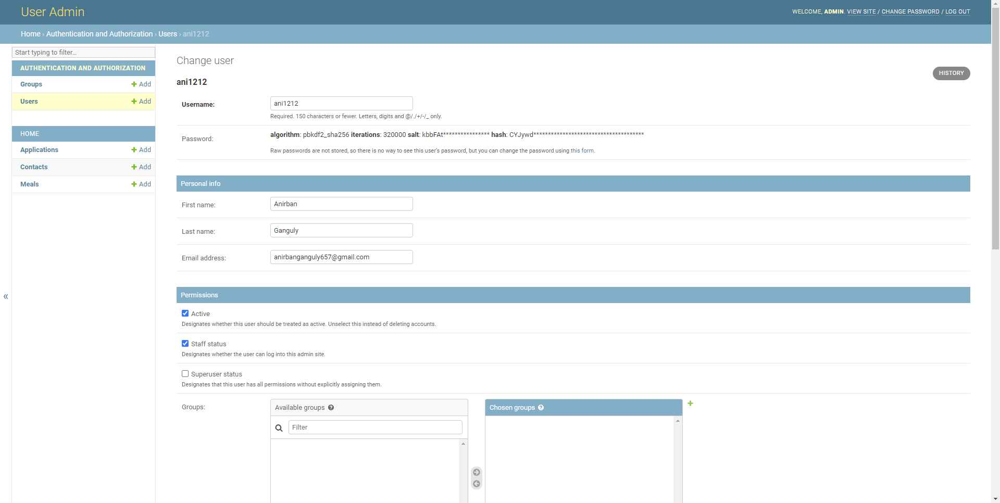 User Admin
WELCOME, ADMIN. VIEW SITE / CHANGE PASSWORD / LOG OUT
Home › Authentication and Authorization › Users › ani1212
Start typing to filter...
AUTHENTICATION AND AUTHORIZATION
Groups + Add
Users + Add
HOME
Applications + Add
Contacts + Add
Meals + Add
«
Change user
HISTORY
ani1212
Username: ani1212
Required. 150 characters or fewer. Letters, digits and @/./+/-/_ only.
Password: algorithm: pbkdf2_sha256 iterations: 320000 salt: kbbFAt**************** hash: CYJywd**************************************
Raw passwords are not stored, so there is no way to see this user’s password, but you can change the password using this form.
Personal info
First name: Anirban
Last name: Ganguly
Email address: anirbanganguly657@gmail.com
Permissions
Active
Designates whether this user should be treated as active. Unselect this instead of deleting accounts.
Staff status
Designates whether the user can log into this admin site.
Superuser status
Designates that this user has all permissions without explicitly assigning them.
Groups: Available groups ? Chosen groups ? +
Filter